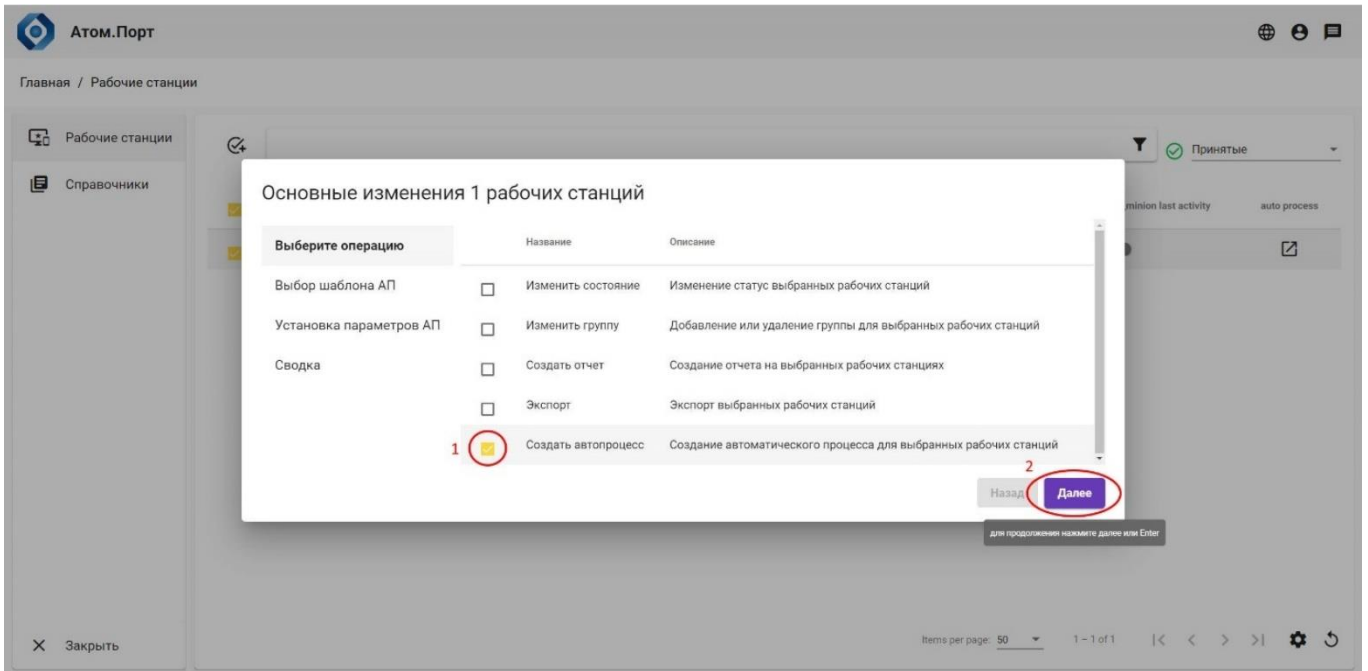 Атом.Порт
Главная / Рабочие станции
Рабочие станции
Справочники
Принятые
minion last activity
auto process
Основные изменения 1 рабочих станций
Выберите операцию
Название
Описание
Выбор шаблона АП
Изменить состояние
Изменение статус выбранных рабочих станций
Установка параметров АП
Изменить группу
Добавление или удаление группы для выбранных рабочих станций
Сводка
Создать отчет
Создание отчета на выбранных рабочих станциях
Экспорт
Экспорт выбранных рабочих станций
1
Создать автопроцесс
Создание автоматического процесса для выбранных рабочих станций
2
Назад
Далее
для продолжения нажмите далее или Enter
Закрыть
Items per page: 50
1 – 1 of 1